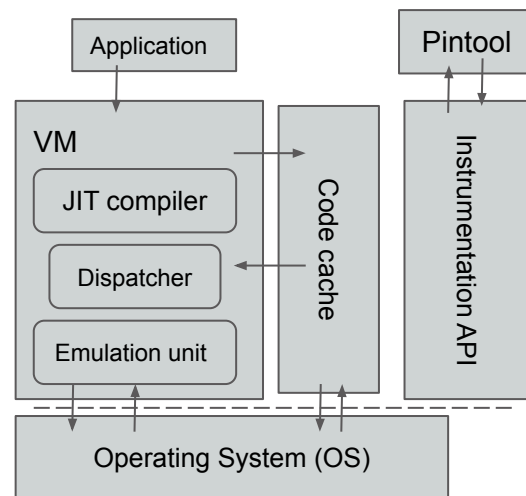 Application
Pintool
VM
JIT compiler
Dispatcher
Emulation unit
Code cache
Instrumentation API
Operating System (OS)